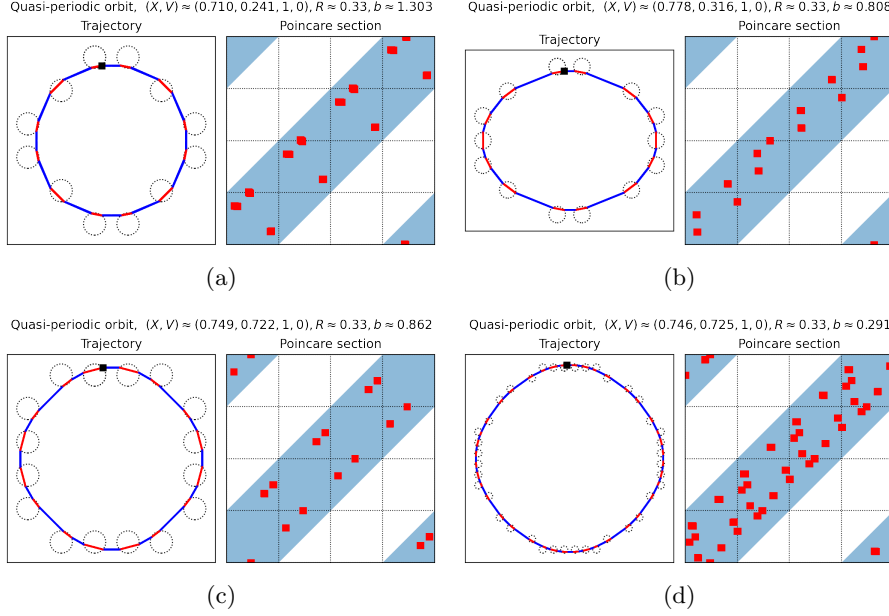 Quasi-periodic orbit, (X, V) ≈ (0.710, 0.241, 1, 0), R ≈ 0.33, b ≈ 1.303
Trajectory
Poincare section
(a)
Quasi-periodic orbit, (X, V) ≈ (0.778, 0.316, 1, 0), R ≈ 0.33, b ≈ 0.808
Trajectory
Poincare section
(b)
Quasi-periodic orbit, (X, V) ≈ (0.749, 0.722, 1, 0), R ≈ 0.33, b ≈ 0.862
Trajectory
Poincare section
(c)
Quasi-periodic orbit, (X, V) ≈ (0.746, 0.725, 1, 0), R ≈ 0.33, b ≈ 0.291
Trajectory
Poincare section
(d)